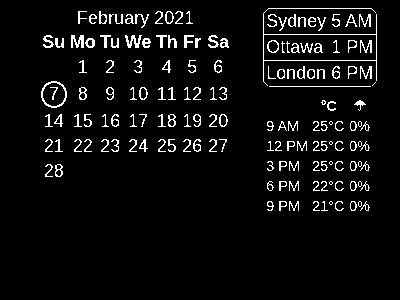 February 2021
Su Mo Tu We Th Fr Sa
1 2 3 4 5 6
7 8 9 10 11 12 13
14 15 16 17 18 19 20
21 22 23 24 25 26 27
28
Sydney 5 AM
Ottawa 1 PM
London 6 PM
°C ☂
9 AM 25°C 0%
12 PM 25°C 0%
3 PM 25°C 0%
6 PM 22°C 0%
9 PM 21°C 0%